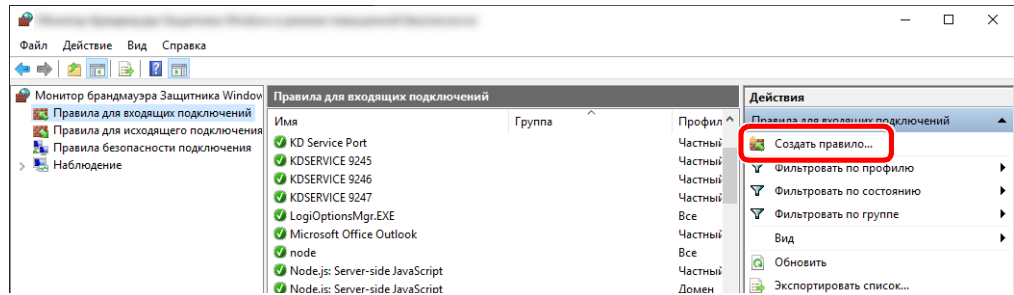 Файл Действие Вид Справка
Монитор брандмауэра Защитника Window
Правила для входящих подключений
Правила для исходящего подключения
Правила безопасности подключения
Наблюдение
Правила для входящих подключений
Имя Группа Профил
KD Service Port Частный
KDSERVICE 9245 Частный
KDSERVICE 9246 Частный
KDSERVICE 9247 Частный
LogiOptionsMgr.EXE Все
Microsoft Office Outlook Частный
node Все
Node.js: Server-side JavaScript Частный
Node.js: Server-side JavaScript Домен
Действия
Правила для входящих подключений
Создать правило...
Фильтровать по профилю
Фильтровать по состоянию
Фильтровать по группе
Вид
Обновить
Экспортировать список...